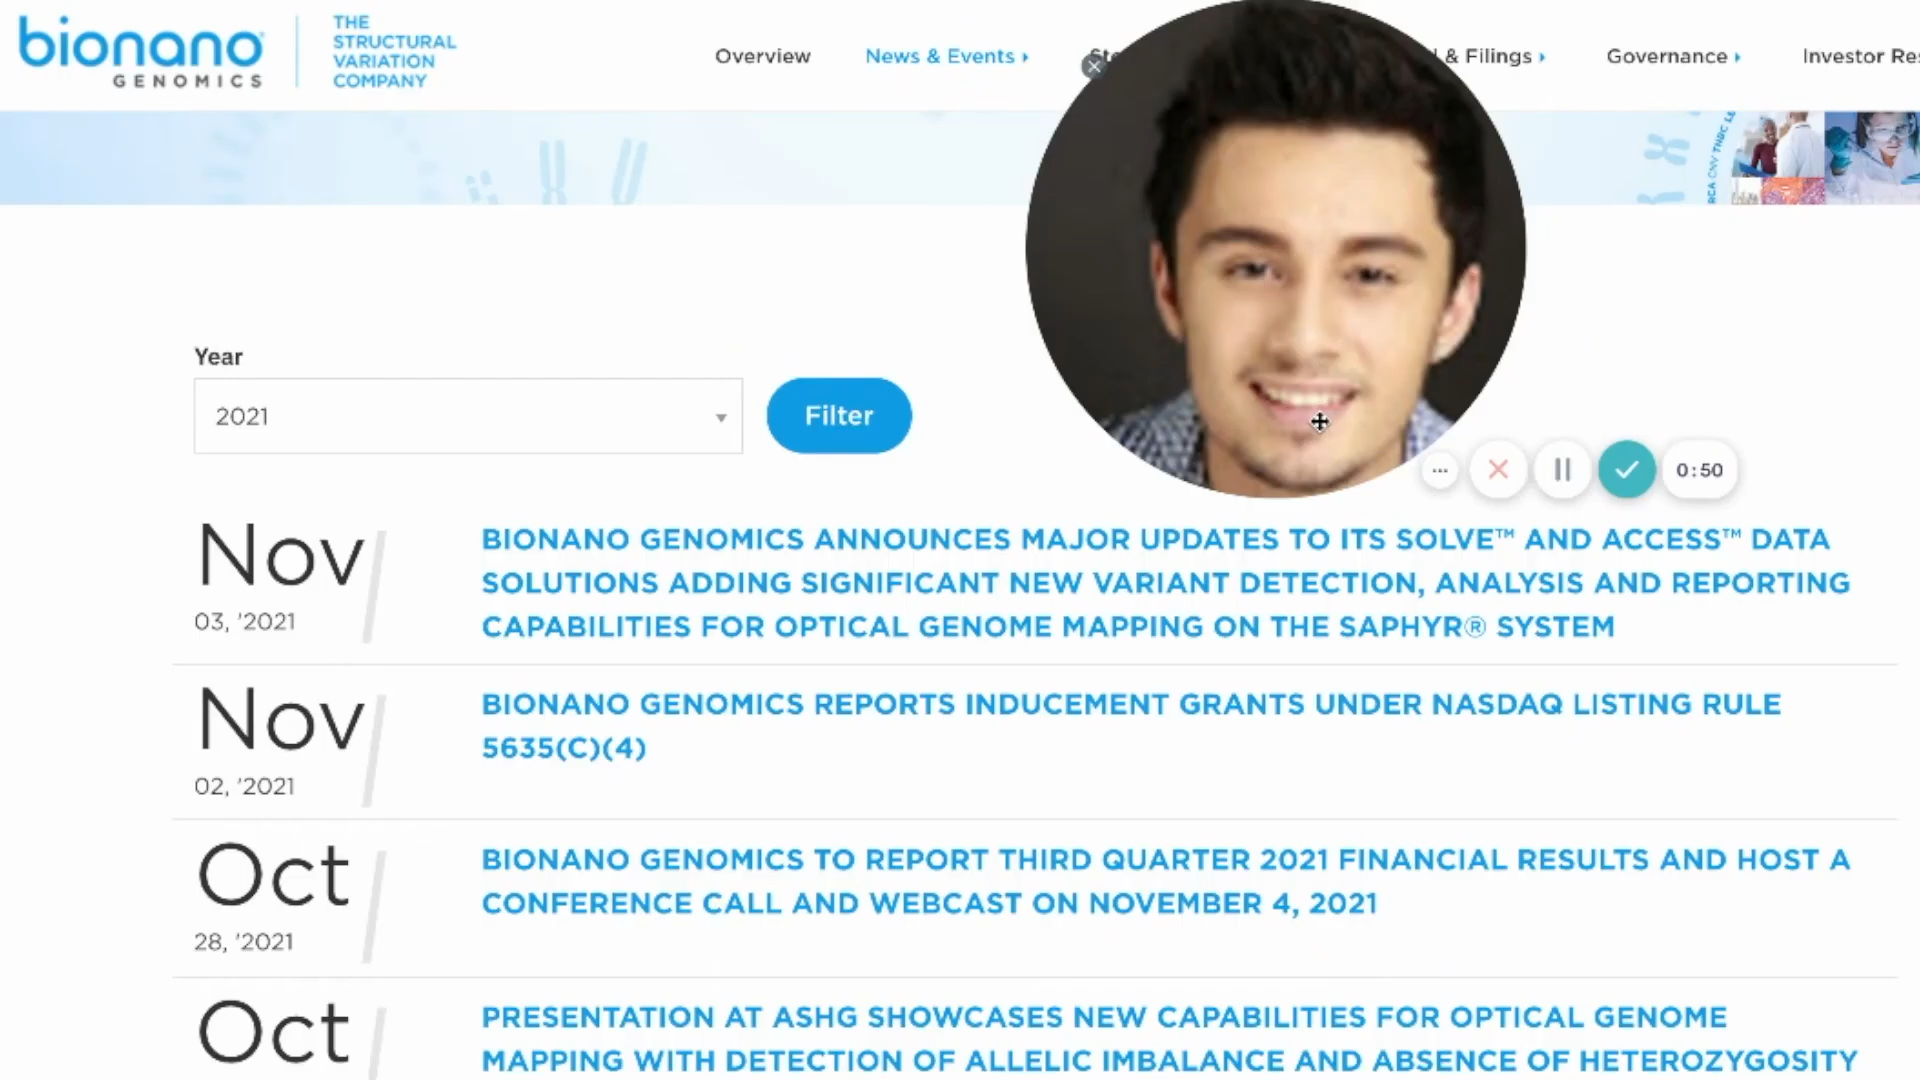 bionano
GENOMICS
THE
STRUCTURAL
VARIATION
COMPANY
Overview
News & Events
& Filings
Governance
Investor Res
Year
2021
Filter
0:50
Nov
03, '2021
BIONANO GENOMICS ANNOUNCES MAJOR UPDATES TO ITS SOLVE™ AND ACCESS™ DATA
SOLUTIONS ADDING SIGNIFICANT NEW VARIANT DETECTION, ANALYSIS AND REPORTING
CAPABILITIES FOR OPTICAL GENOME MAPPING ON THE SAPHYR® SYSTEM
Nov
02, '2021
BIONANO GENOMICS REPORTS INDUCEMENT GRANTS UNDER NASDAQ LISTING RULE
5635(C)(4)
Oct
28, '2021
BIONANO GENOMICS TO REPORT THIRD QUARTER 2021 FINANCIAL RESULTS AND HOST A
CONFERENCE CALL AND WEBCAST ON NOVEMBER 4, 2021
Oct
PRESENTATION AT ASHG SHOWCASES NEW CAPABILITIES FOR OPTICAL GENOME
MAPPING WITH DETECTION OF ALLELIC IMBALANCE AND ABSENCE OF HETEROZYGOSITY